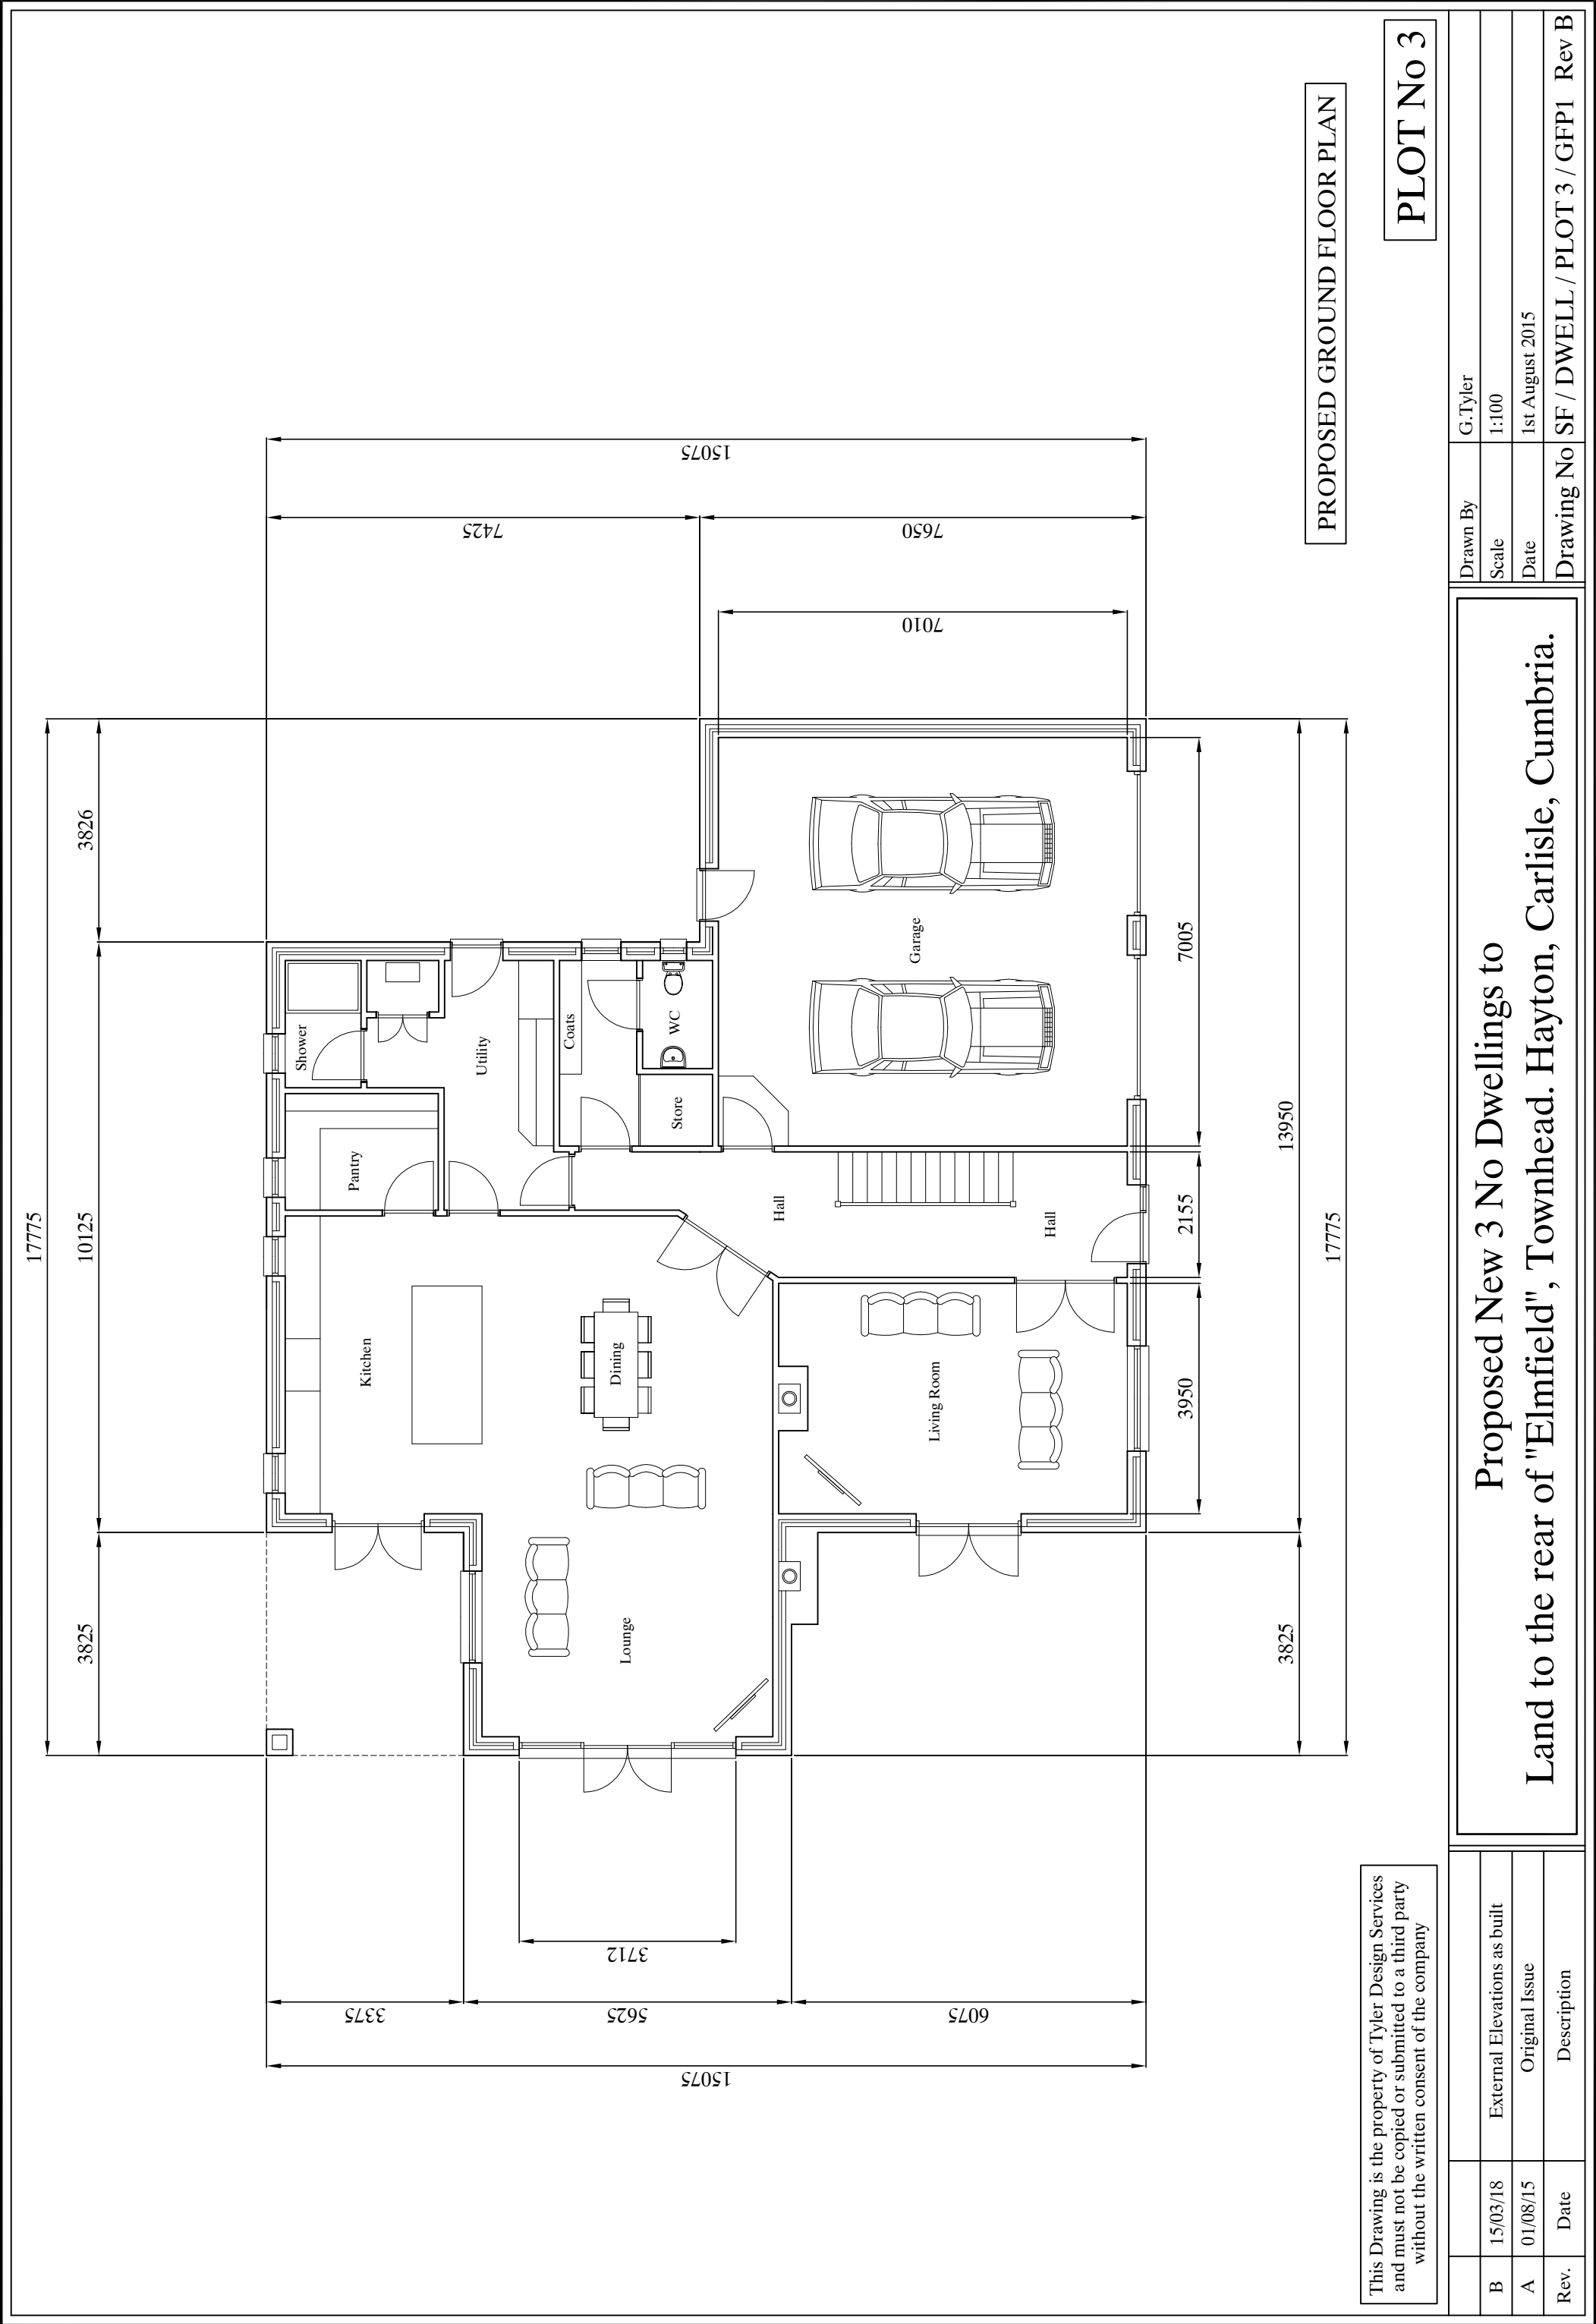 17775
3825
10125
3826
15075
3375
5625
6075
3712
7425
7650
15075
7010
Shower
Pantry
Kitchen
Utility
Coats
WC
Store
Dining
Lounge
Hall
Garage
Living Room
Hall
3950
2155
7005
3825
13950
17775
PROPOSED GROUND FLOOR PLAN
PLOT No 3
This Drawing is the property of Tyler Design Services
and must not be copied or submitted to a third party
without the written consent of the company
B 15/03/18 External Elevations as built
A 01/08/15 Original Issue
Rev. Date Description
Proposed New 3 No Dwellings to
Land to the rear of "Elmfield", Townhead. Hayton, Carlisle, Cumbria.
Drawn By G.Tyler
Scale 1:100
Date 1st August 2015
Drawing No SF / DWELL / PLOT 3 / GFP1 Rev B